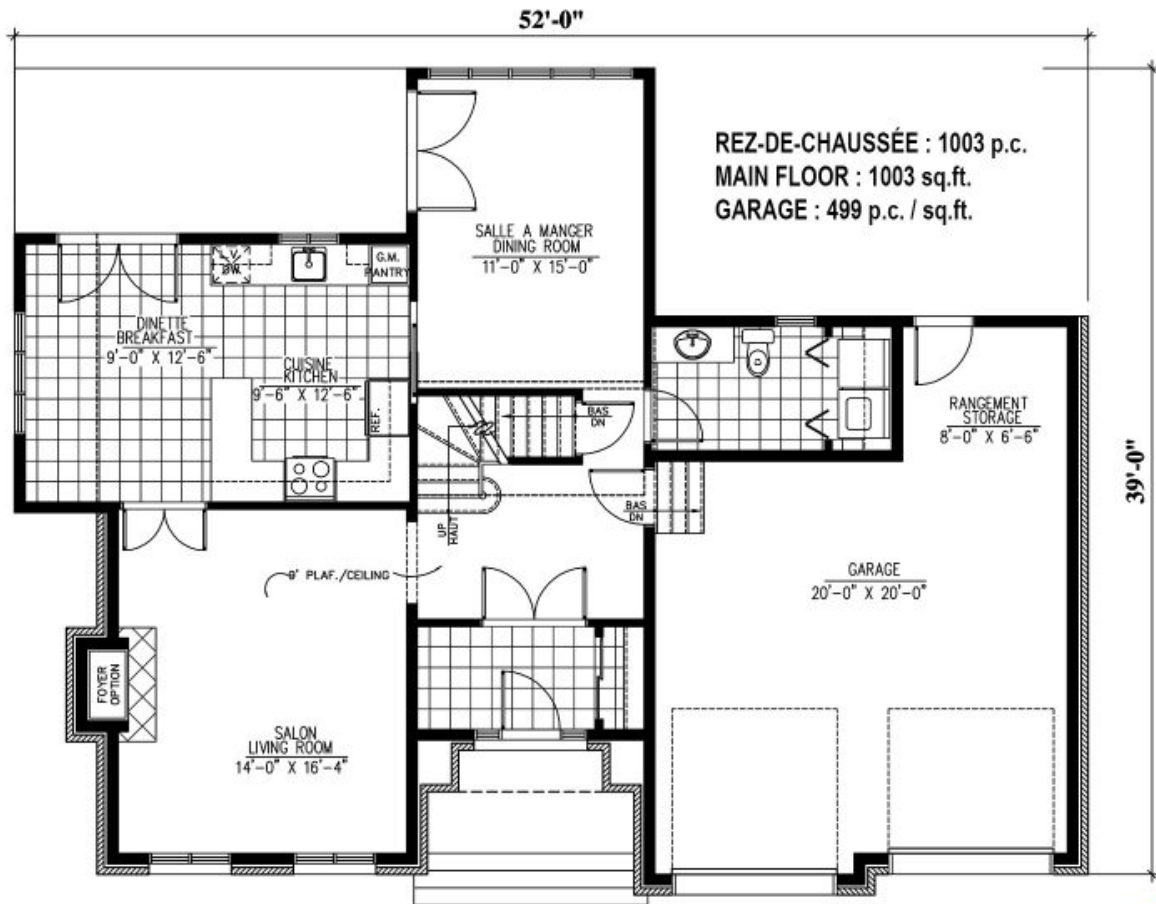 52'-0"
REZ-DE-CHAUSSÉE : 1003 p.c.
MAIN FLOOR : 1003 sq.ft.
GARAGE : 499 p.c. / sq.ft.
SALLE A MANGER
DINING ROOM
11'-0" X 15'-0"
L.V.
DW.
G.M.
PANTRY
DINETTE
BREAKFAST
9'-0" X 12'-6"
CUISINE
KITCHEN
9'-6" X 12'-6"
REF.
BAS
DN
RANGEMENT
STORAGE
8'-0" X 6'-6"
39'-0"
UP
HAUT
BAS
DN
9' PLAF./CEILING
GARAGE
20'-0" X 20'-0"
FOYER
OPTION
SALON
LIVING ROOM
14'-0" X 16'-4"